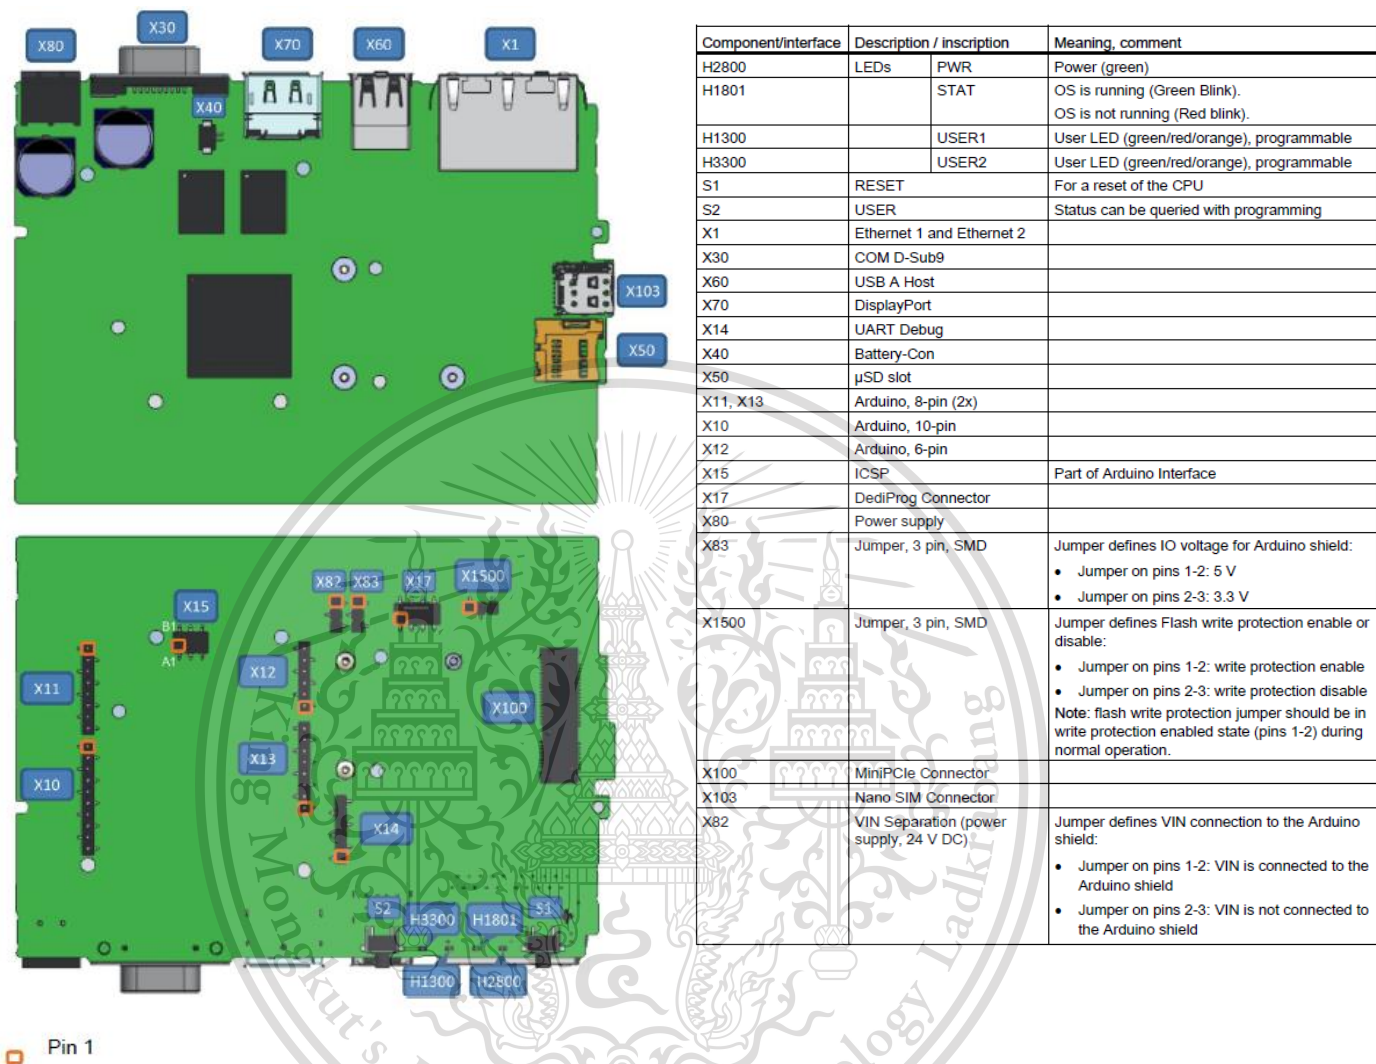 X80
X30
X70
X60
X1
X40
X103
X50
X82
X83
X17
X1500
X15
B1
A1
X12
X11
X100
X13
X10
X14
S2
H3300
H1801
H1300
H2800
Pin 1
Component/interface Description / inscription Meaning, comment
H2800 LEDs PWR Power (green)
H1801 STAT OS is running (Green Blink).
OS is not running (Red blink).
H1300 USER1 User LED (green/red/orange), programmable
H3300 USER2 User LED (green/red/orange), programmable
S1 RESET For a reset of the CPU
S2 USER Status can be queried with programming
X1 Ethernet 1 and Ethernet 2
X30 COM D-Sub9
X60 USB A Host
X70 DisplayPort
X14 UART Debug
X40 Battery-Con
X50 µSD slot
X11, X13 Arduino, 8-pin (2x)
X10 Arduino, 10-pin
X12 Arduino, 6-pin
X15 ICSP Part of Arduino Interface
X17 DediProg Connector
X80 Power supply
X83 Jumper, 3 pin, SMD Jumper defines IO voltage for Arduino shield:
• Jumper on pins 1-2: 5 V
• Jumper on pins 2-3: 3.3 V
X1500 Jumper, 3 pin, SMD Jumper defines Flash write protection enable or
disable:
• Jumper on pins 1-2: write protection enable
• Jumper on pins 2-3: write protection disable
Note: flash write protection jumper should be in
write protection enabled state (pins 1-2) during
normal operation.
X100 MiniPCIe Connector
X103 Nano SIM Connector
X82 VIN Separation (power Jumper defines VIN connection to the Arduino
supply, 24 V DC) shield:
• Jumper on pins 1-2: VIN is connected to the
Arduino shield
• Jumper on pins 2-3: VIN is not connected to
the Arduino shield
King Mongkut's
Ladkra